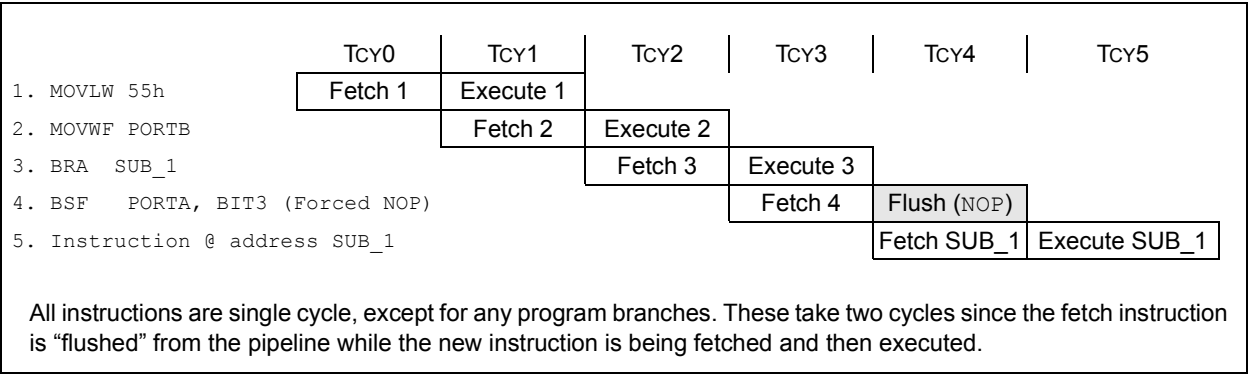 TCY0 TCY1 TCY2 TCY3 TCY4 TCY5
1. MOVLW 55h Fetch 1 Execute 1
2. MOVWF PORTB Fetch 2 Execute 2
3. BRA SUB_1 Fetch 3 Execute 3
4. BSF PORTA, BIT3 (Forced NOP) Fetch 4 Flush (NOP)
5. Instruction @ address SUB_1 Fetch SUB_1 Execute SUB_1
All instructions are single cycle, except for any program branches. These take two cycles since the fetch instruction
is “flushed” from the pipeline while the new instruction is being fetched and then executed.